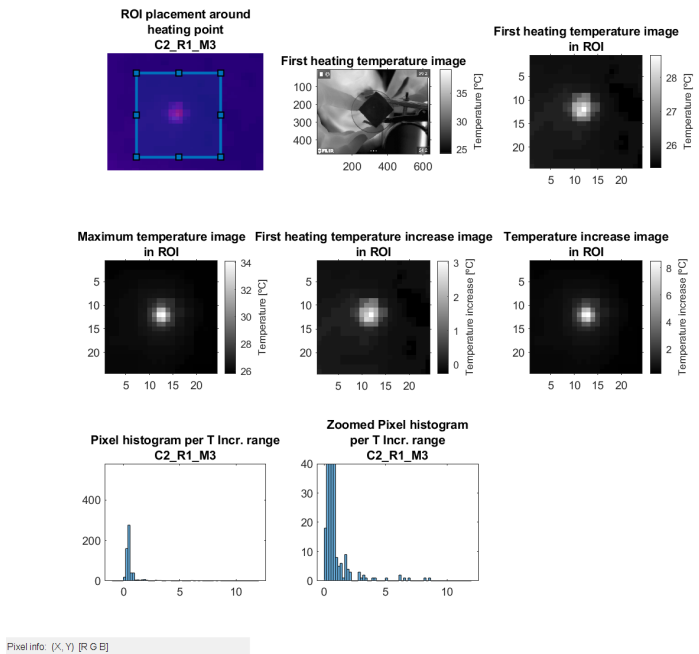 ROI placement around
heating point
C2_R1_M3
First heating temperature image
100
200
300
400
200 400 600
35
30
25
Temperature [ºC]
First heating temperature image
in ROI
5
10
15
20
5 10 15 20
28
27
26
Temperature [ºC]
Maximum temperature image
in ROI
5
10
15
20
5 10 15 20
34
32
30
28
26
Temperature [ºC]
First heating temperature increase image
in ROI
5
10
15
20
5 10 15 20
3
2
1
0
Temperature increase [ºC]
Temperature increase image
in ROI
5
10
15
20
5 10 15 20
8
6
4
2
Temperature increase [ºC]
Pixel histogram per T Incr. range
C2_R1_M3
400
200
0
0 5 10
Zoomed Pixel histogram
per T Incr. range
C2_R1_M3
40
30
20
10
0
0 5 10
Pixel info: (X, Y) [R G B]